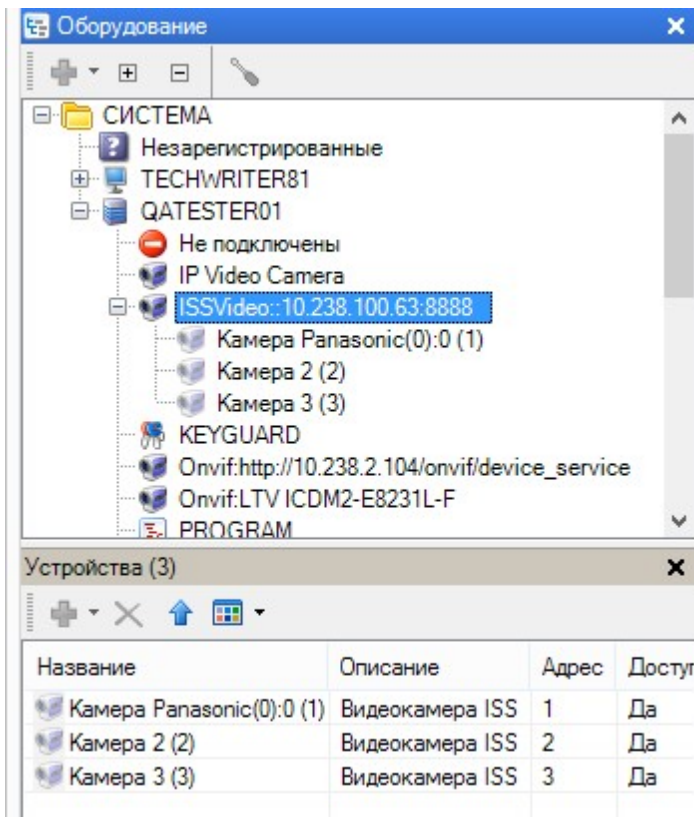 Оборудование
СИСТЕМА
Незарегистрированные
TECHWRITER81
QATESTER01
Не подключены
IP Video Camera
ISSVideo::10.238.100.63:8888
Камера Panasonic(0):0 (1)
Камера 2 (2)
Камера 3 (3)
KEYGUARD
Onvif:http://10.238.2.104/onvif/device_service
Onvif:LTV ICDM2-E8231L-F
PROGRAM
Устройства (3)
Название Описание Адрес Доступ
Камера Panasonic(0):0 (1) Видеокамера ISS 1 Да
Камера 2 (2) Видеокамера ISS 2 Да
Камера 3 (3) Видеокамера ISS 3 Да